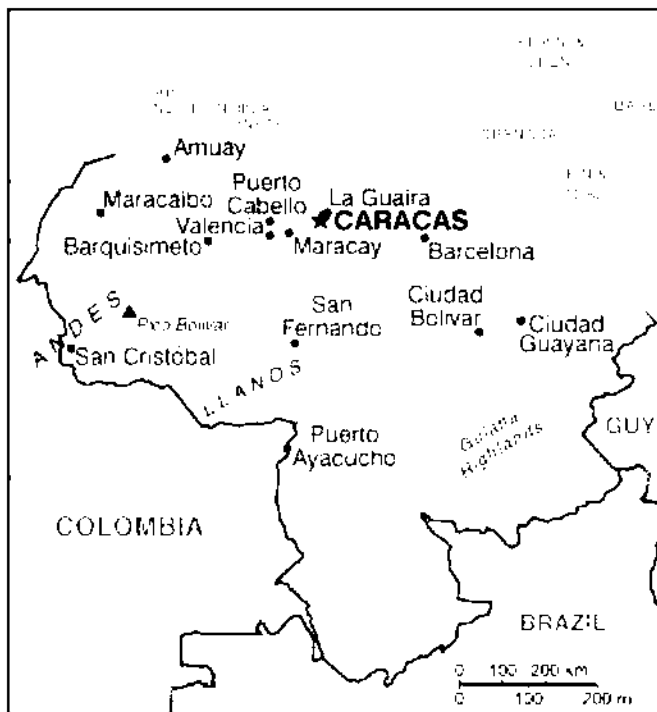 Amuay
Maracaibo
Puerto
Cabello
La Guaira
CARACAS
Valencia
Barquisimeto
Maracay
Barcelona
ANDES
Pico Bolivar
San
Fernando
Ciudad
Bolivar
Ciudad
Guayana
San Cristobal
LLANOS
Puerto
Ayacucho
Guiana
Highlands
GUY
COLOMBIA
BRAZIL
0 100 200 km
0 100 200 m